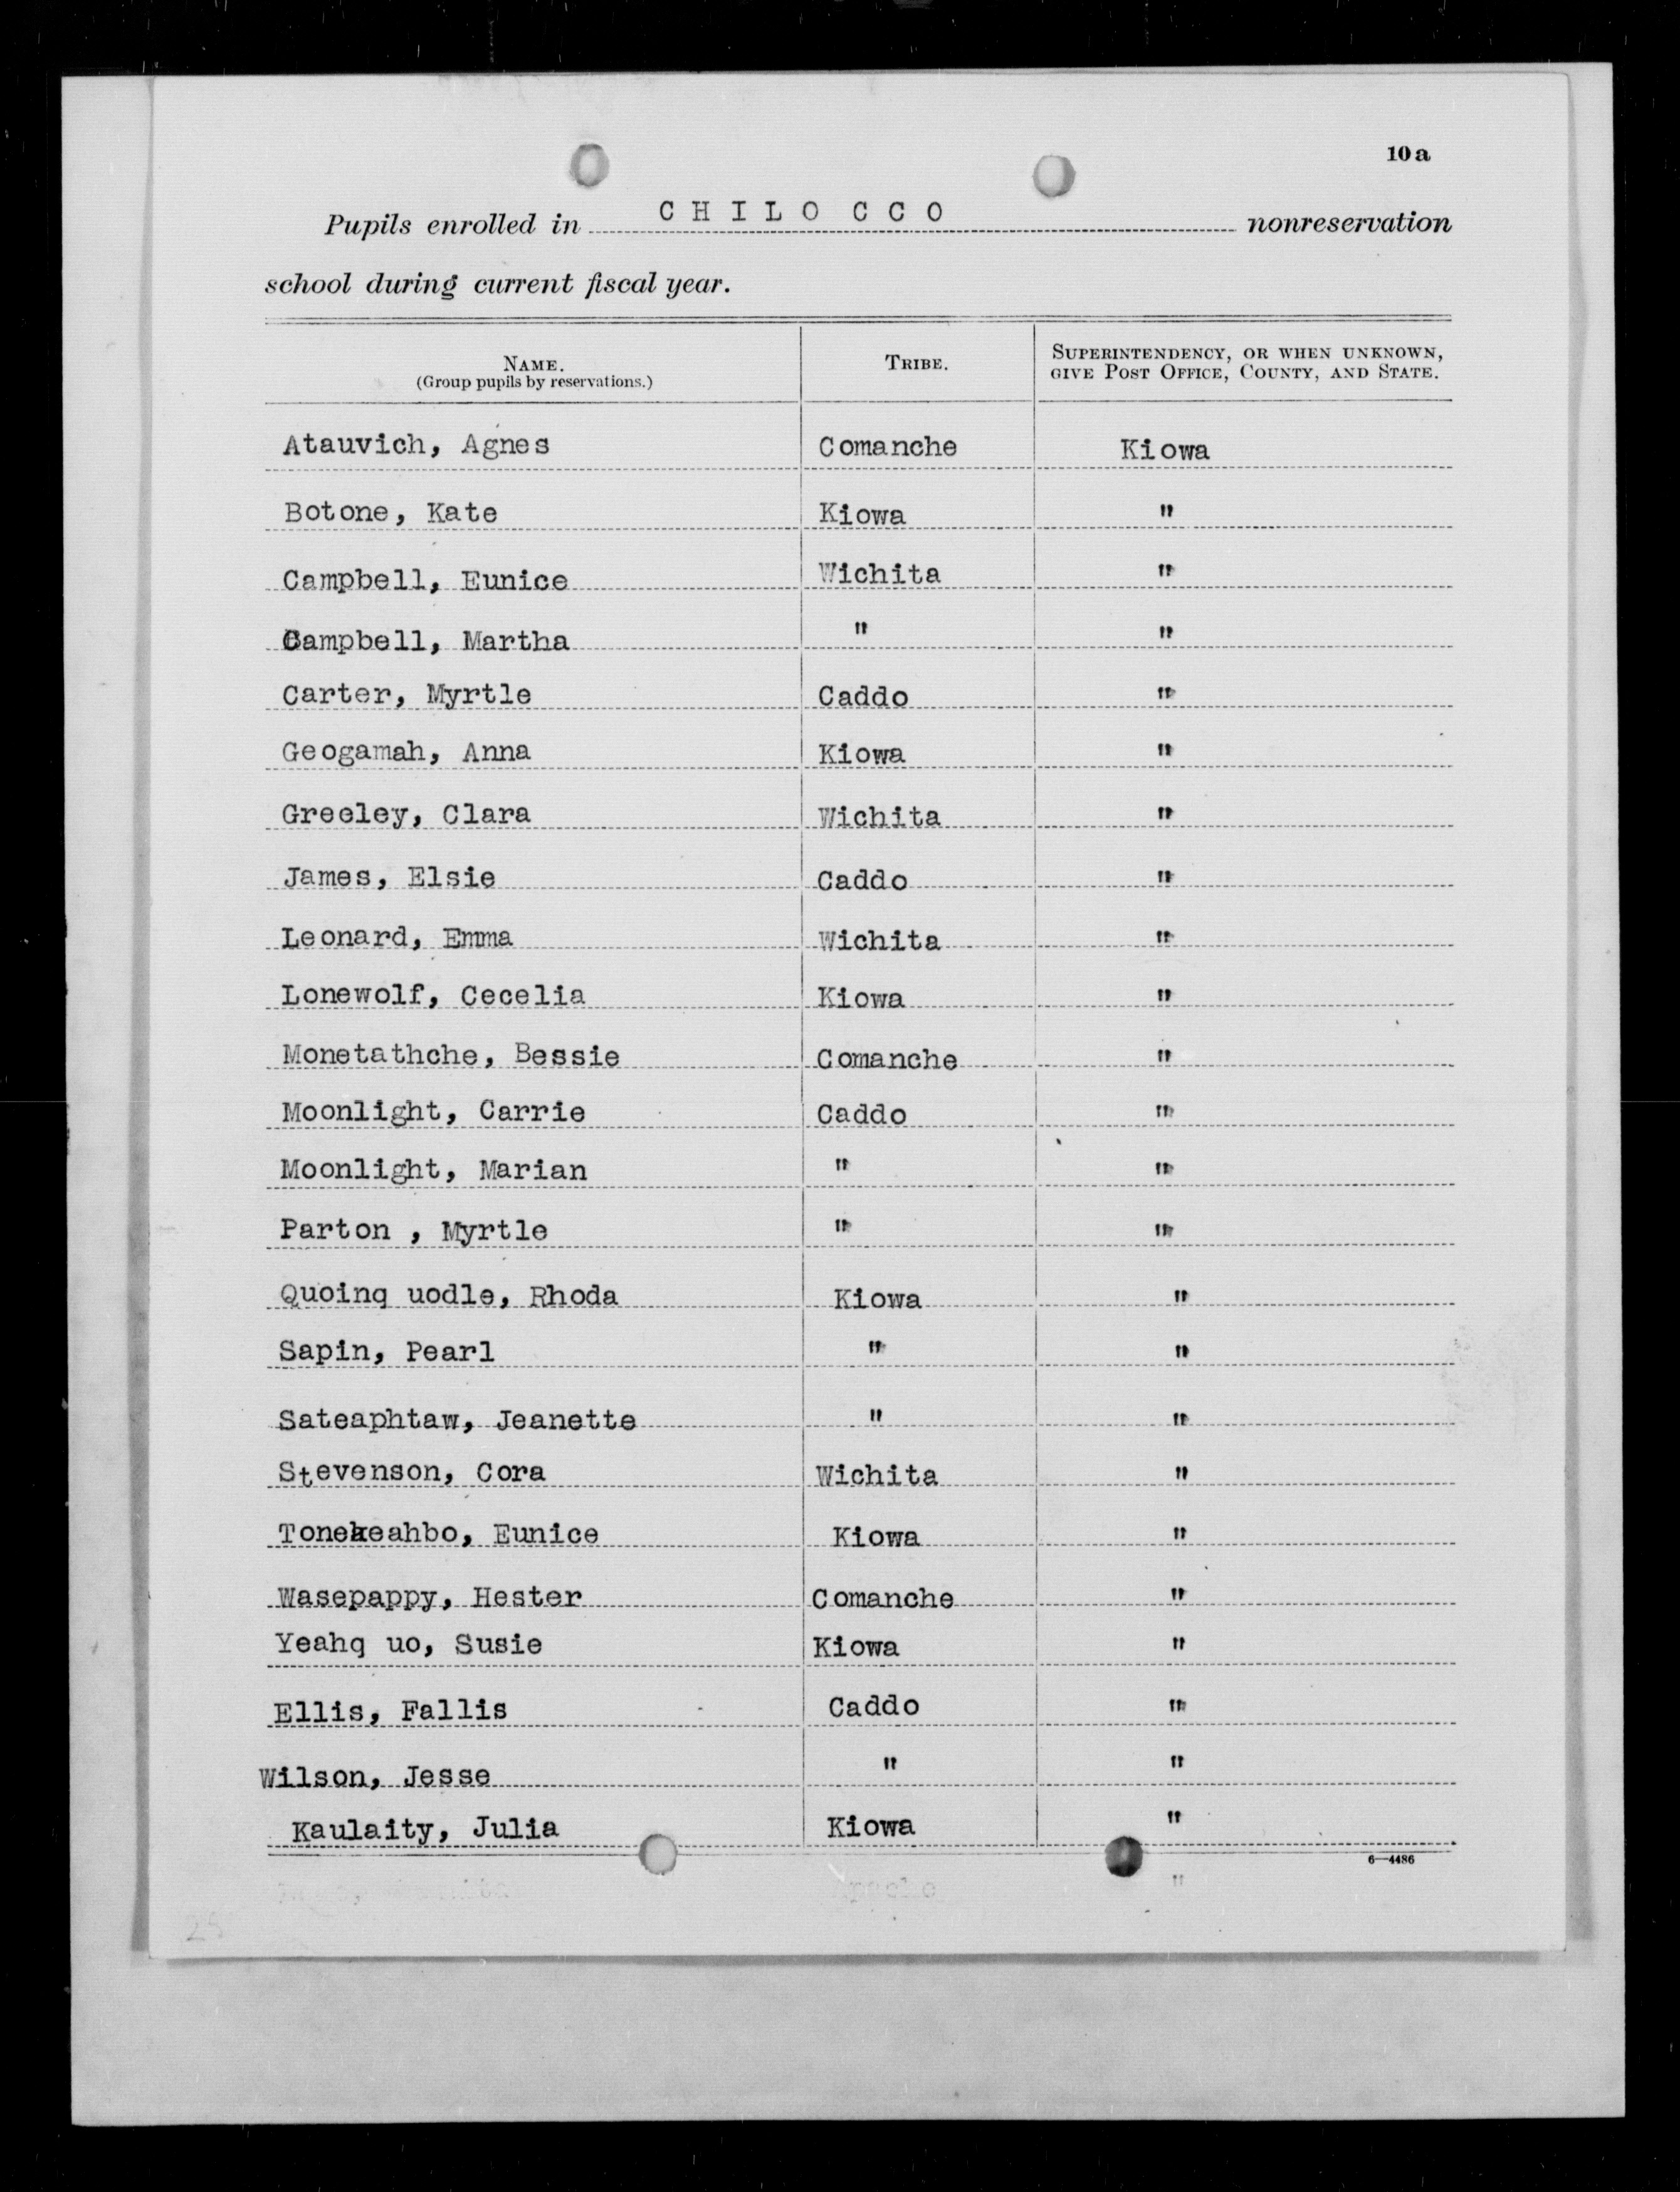 10a
Pupils enrolled in CHILOCCO nonreservation
school during current fiscal year.
NAME. TRIBE. SUPERINTENDENCY, OR WHEN UNKNOWN,
(Group pupils by reservations.) GIVE POST OFFICE, COUNTY, AND STATE.
Atauvich, Agnes Comanche Kiowa
Botone, Kate Kiowa "
Campbell, Eunice Wichita "
Campbell, Martha " "
Carter, Myrtle Caddo "
Geogamah, Anna Kiowa "
Greeley, Clara Wichita "
James, Elsie Caddo "
Leonard, Emma Wichita "
Lonewolf, Cecelia Kiowa "
Monetathche, Bessie Comanche "
Moonlight, Carrie Caddo "
Moonlight, Marian " "
Parton , Myrtle " "
Quoinq uodle, Rhoda Kiowa "
Sapin, Pearl " "
Sateaphtaw, Jeanette " "
Stevenson, Cora Wichita "
Tonekeahbo, Eunice Kiowa "
Wasepappy, Hester Comanche "
Yeahq uo, Susie Kiowa "
Ellis, Fallis Caddo "
Wilson, Jesse " "
Kaulaity, Julia Kiowa "
6—4486
"